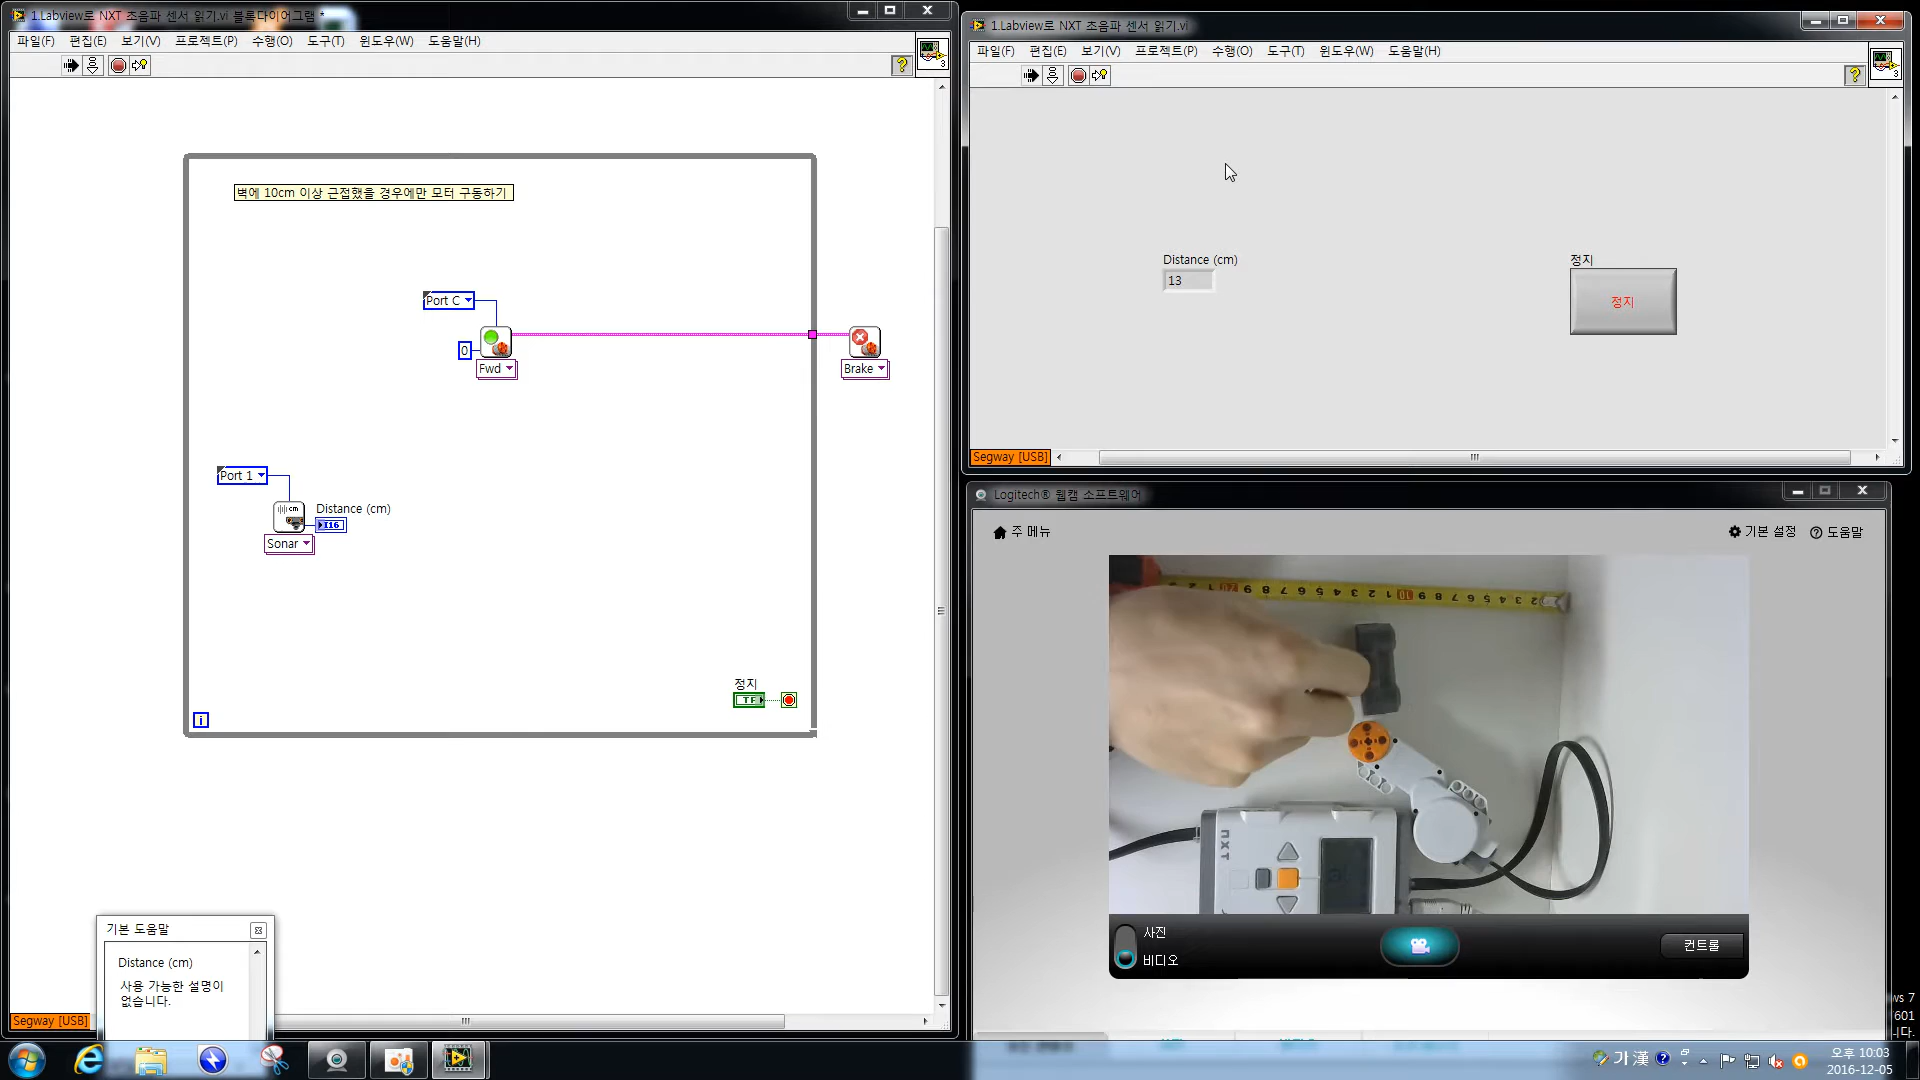 1.Labview로 NXT 초음파 센서 읽기.vi 블록다이어그램 *
파일(F) 편집(E) 보기(V) 프로젝트(P) 수행(O) 도구(T) 윈도우(W) 도움말(H)
벽에 10cm 이상 근접했을 경우에만 모터 구동하기
Port C
0
Fwd
Brake
Port 1
cm
Distance (cm)
I16
Sonar
정지
TF
i
기본 도움말
Distance (cm)
사용 가능한 설명이
없습니다.
Segway [USB]
1.Labview로 NXT 초음파 센서 읽기.vi
파일(F) 편집(E) 보기(V) 프로젝트(P) 수행(O) 도구(T) 윈도우(W) 도움말(H)
3
3
Distance (cm)
13
정지
정지
Segway [USB]
Logitech® 웹캠 소프트웨어
주 메뉴
기본 설정
도움말
NXT
사진
비디오
컨트롤
ws 7
7601
니다.
가 漢
오후 10:03
2016-12-05